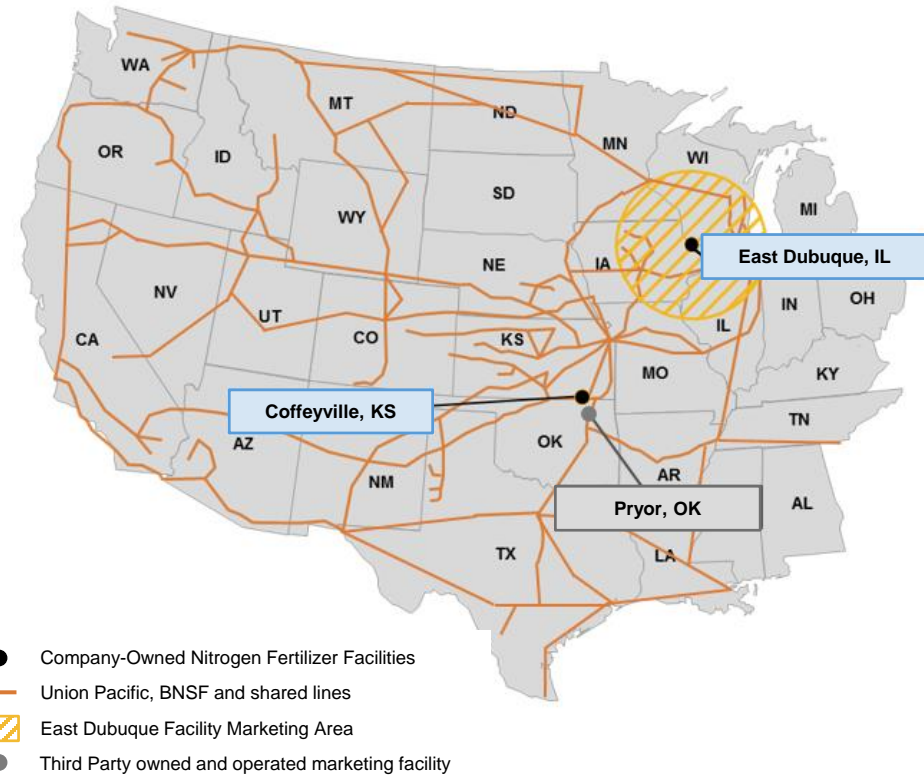 WA
MT
ND
MN
OR
ID
WI
SD
MI
WY
East Dubuque, IL
IA
NE
NV
IN
OH
UT
IL
CA
CO
KS
MO
KY
Coffeyville, KS
TN
AZ
OK
AR
NM
Pryor, OK
AL
TX
LA
Company-Owned Nitrogen Fertilizer Facilities
Union Pacific, BNSF and shared lines
East Dubuque Facility Marketing Area
Third Party owned and operated marketing facility